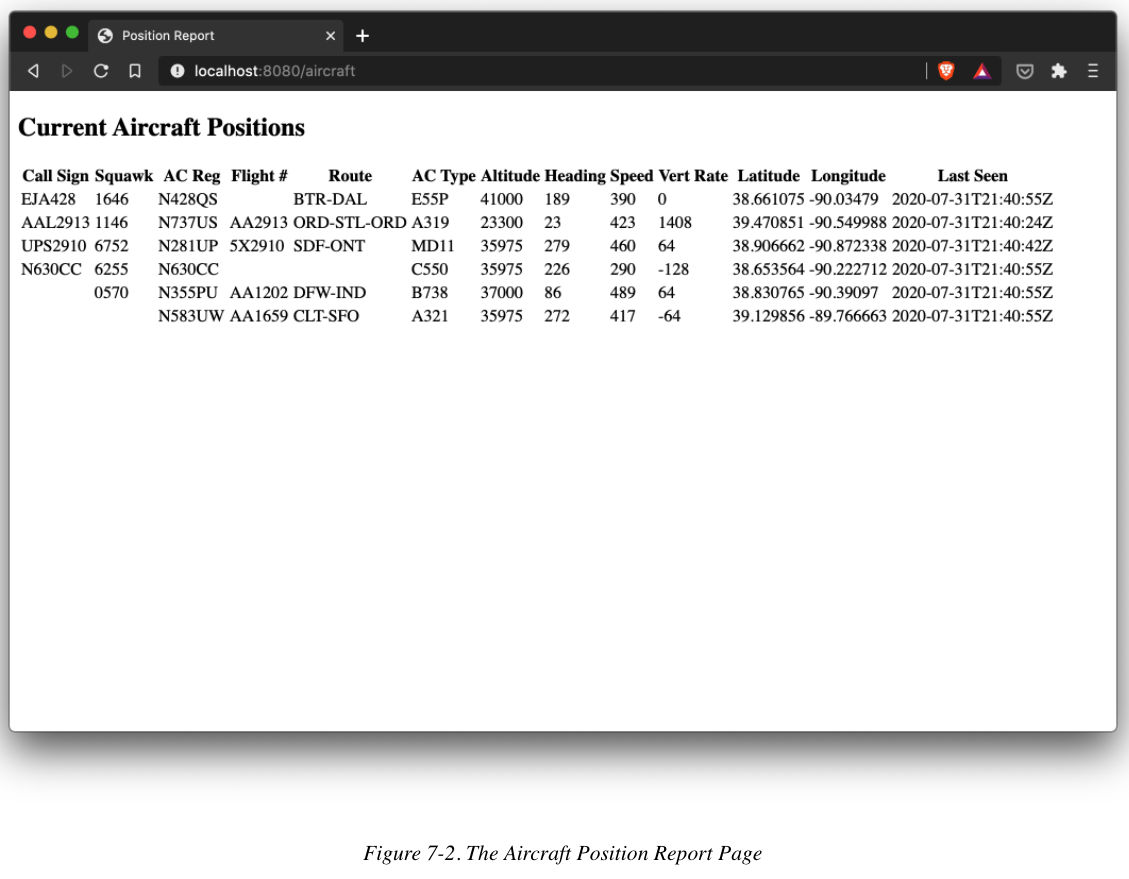 Position Report
localhost:8080/aircraft
Current Aircraft Positions
Call Sign Squawk AC Reg Flight # Route AC Type Altitude Heading Speed Vert Rate Latitude Longitude Last Seen
EJA428 1646 N428QS BTR-DAL E55P 41000 189 390 0 38.661075 -90.03479 2020-07-31T21:40:55Z
AAL2913 1146 N737US AA2913 ORD-STL-ORD A319 23300 23 423 1408 39.470851 -90.549988 2020-07-31T21:40:24Z
UPS2910 6752 N281UP 5X2910 SDF-ONT MD11 35975 279 460 64 38.906662 -90.872338 2020-07-31T21:40:42Z
N630CC 6255 N630CC C550 35975 226 290 -128 38.653564 -90.222712 2020-07-31T21:40:55Z
0570 N355PU AA1202 DFW-IND B738 37000 86 489 64 38.830765 -90.39097 2020-07-31T21:40:55Z
N583UW AA1659 CLT-SFO A321 35975 272 417 -64 39.129856 -89.766663 2020-07-31T21:40:55Z
Figure 7-2. The Aircraft Position Report Page